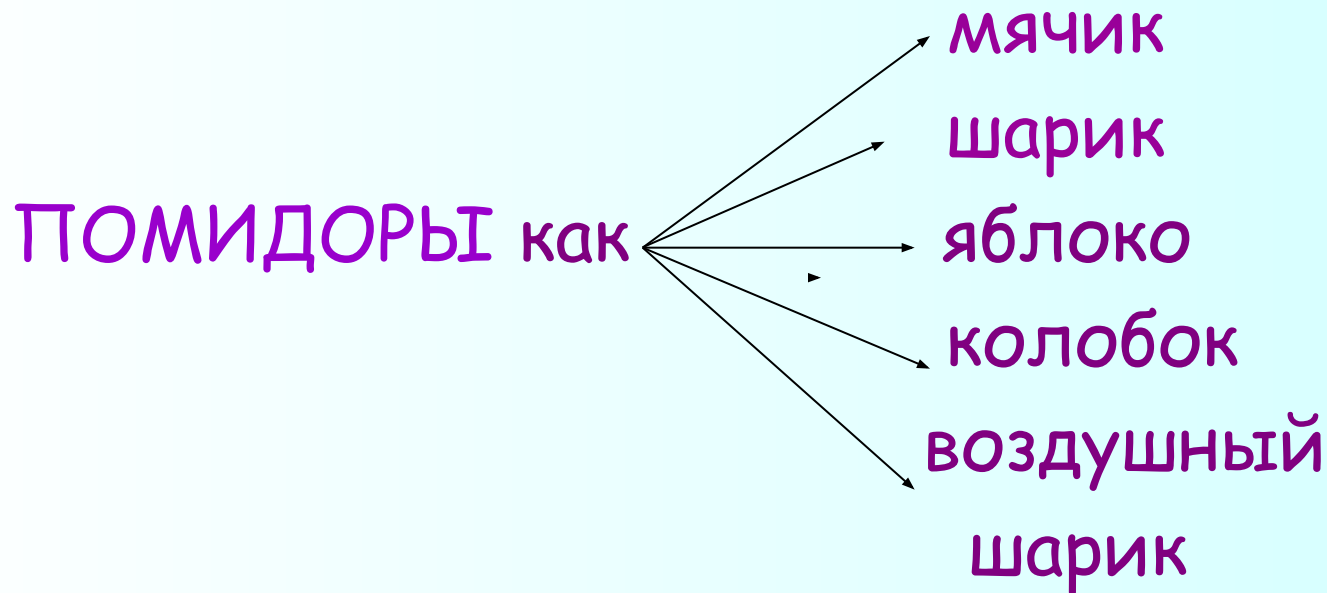 мячик
шарик
ПОМИДОРЫ как
яблоко
колобок
воздушный
шарик